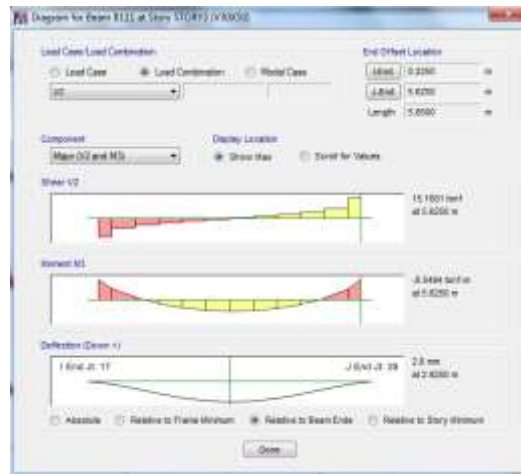 Diagram for Beam B121 at Story STORY3 (V30X50)
Load Case/Load Combination
End Offset Location
Load Case
Load Combination
Modal Case
I-End
0.2250
m
J-End
5.6250
m
Length
5.8500
m
Component
Display Location
Major (V2 and M3)
Show Max
Scroll for Values
Shear V2
15.1681 tonf
at 5.6250 m
Moment M3
tonf-m
at 5.6250 m
Deflection (Down +)
I End Jt: 17
J End Jt: 39
2.8 mm
at 2.9250 m
Absolute
Relative to Frame Minimum
Relative to Beam Ends
Relative to Story Minimum
Done